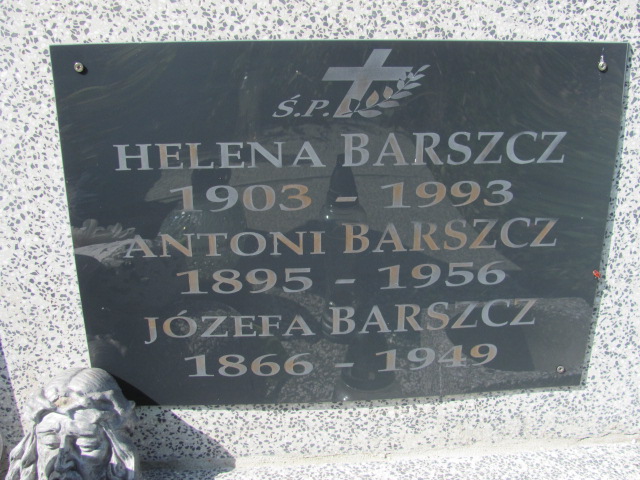 Ś.P.
HELENA BARSZCZ
1903 - 1993
ANTONI BARSZCZ
1895 - 1956
JÓZEFA BARSZCZ
1866 - 1949